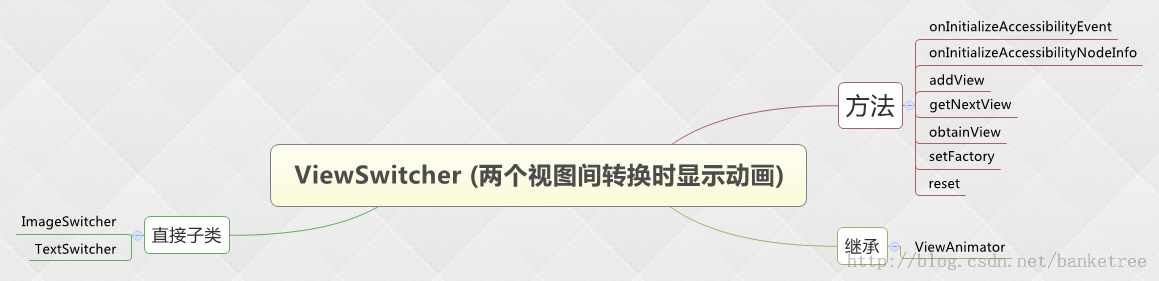 ViewSwitcher (两个视图间转换时显示动画)
方法
onInitializeAccessibilityEvent
onInitializeAccessibilityNodeInfo
addView
getNextView
obtainView
setFactory
reset
继承
ViewAnimator
直接子类
ImageSwitcher
TextSwitcher
http://blog.csdn.net/banketree